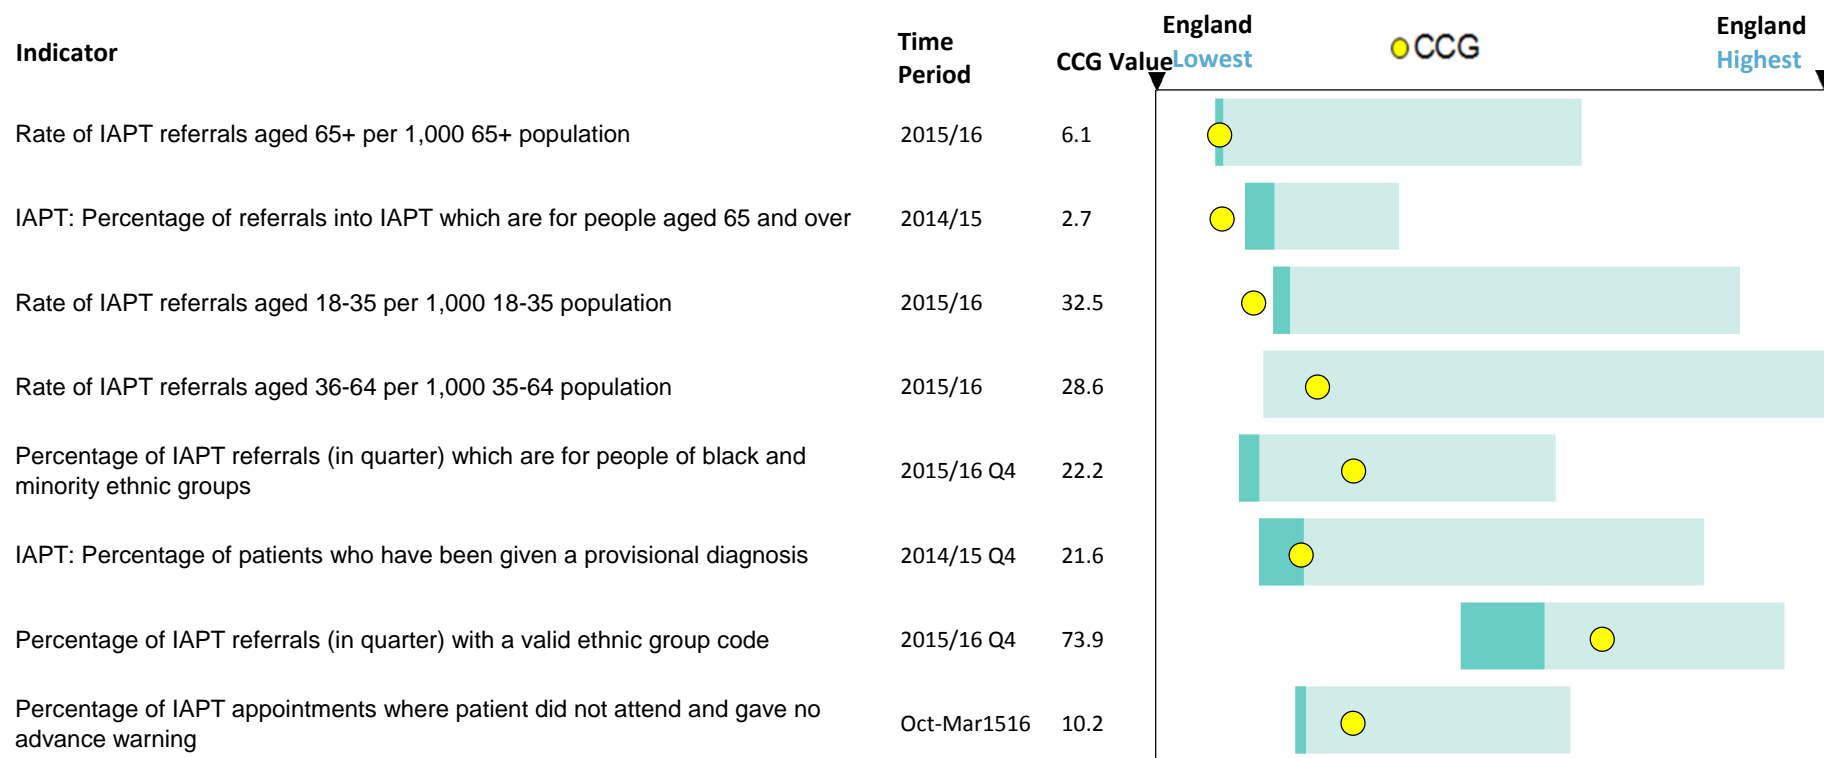 Indicator
Time
Period
CCG Value
England
Lowest
CCG
England
Highest
Rate of IAPT referrals aged 65+ per 1,000 65+ population 2015/16 6.1
IAPT: Percentage of referrals into IAPT which are for people aged 65 and over 2014/15 2.7
Rate of IAPT referrals aged 18-35 per 1,000 18-35 population 2015/16 32.5
Rate of IAPT referrals aged 36-64 per 1,000 35-64 population 2015/16 28.6
Percentage of IAPT referrals (in quarter) which are for people of black and
minority ethnic groups 2015/16 Q4 22.2
IAPT: Percentage of patients who have been given a provisional diagnosis 2014/15 Q4 21.6
Percentage of IAPT referrals (in quarter) with a valid ethnic group code 2015/16 Q4 73.9
Percentage of IAPT appointments where patient did not attend and gave no
advance warning Oct-Mar1516 10.2